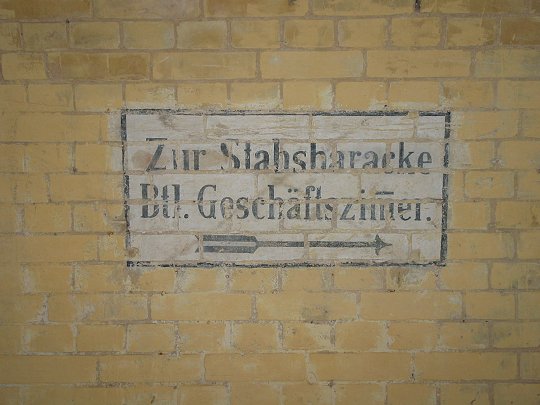 Zur Stabsbaracke
Btl. Geschäftszim̅er.